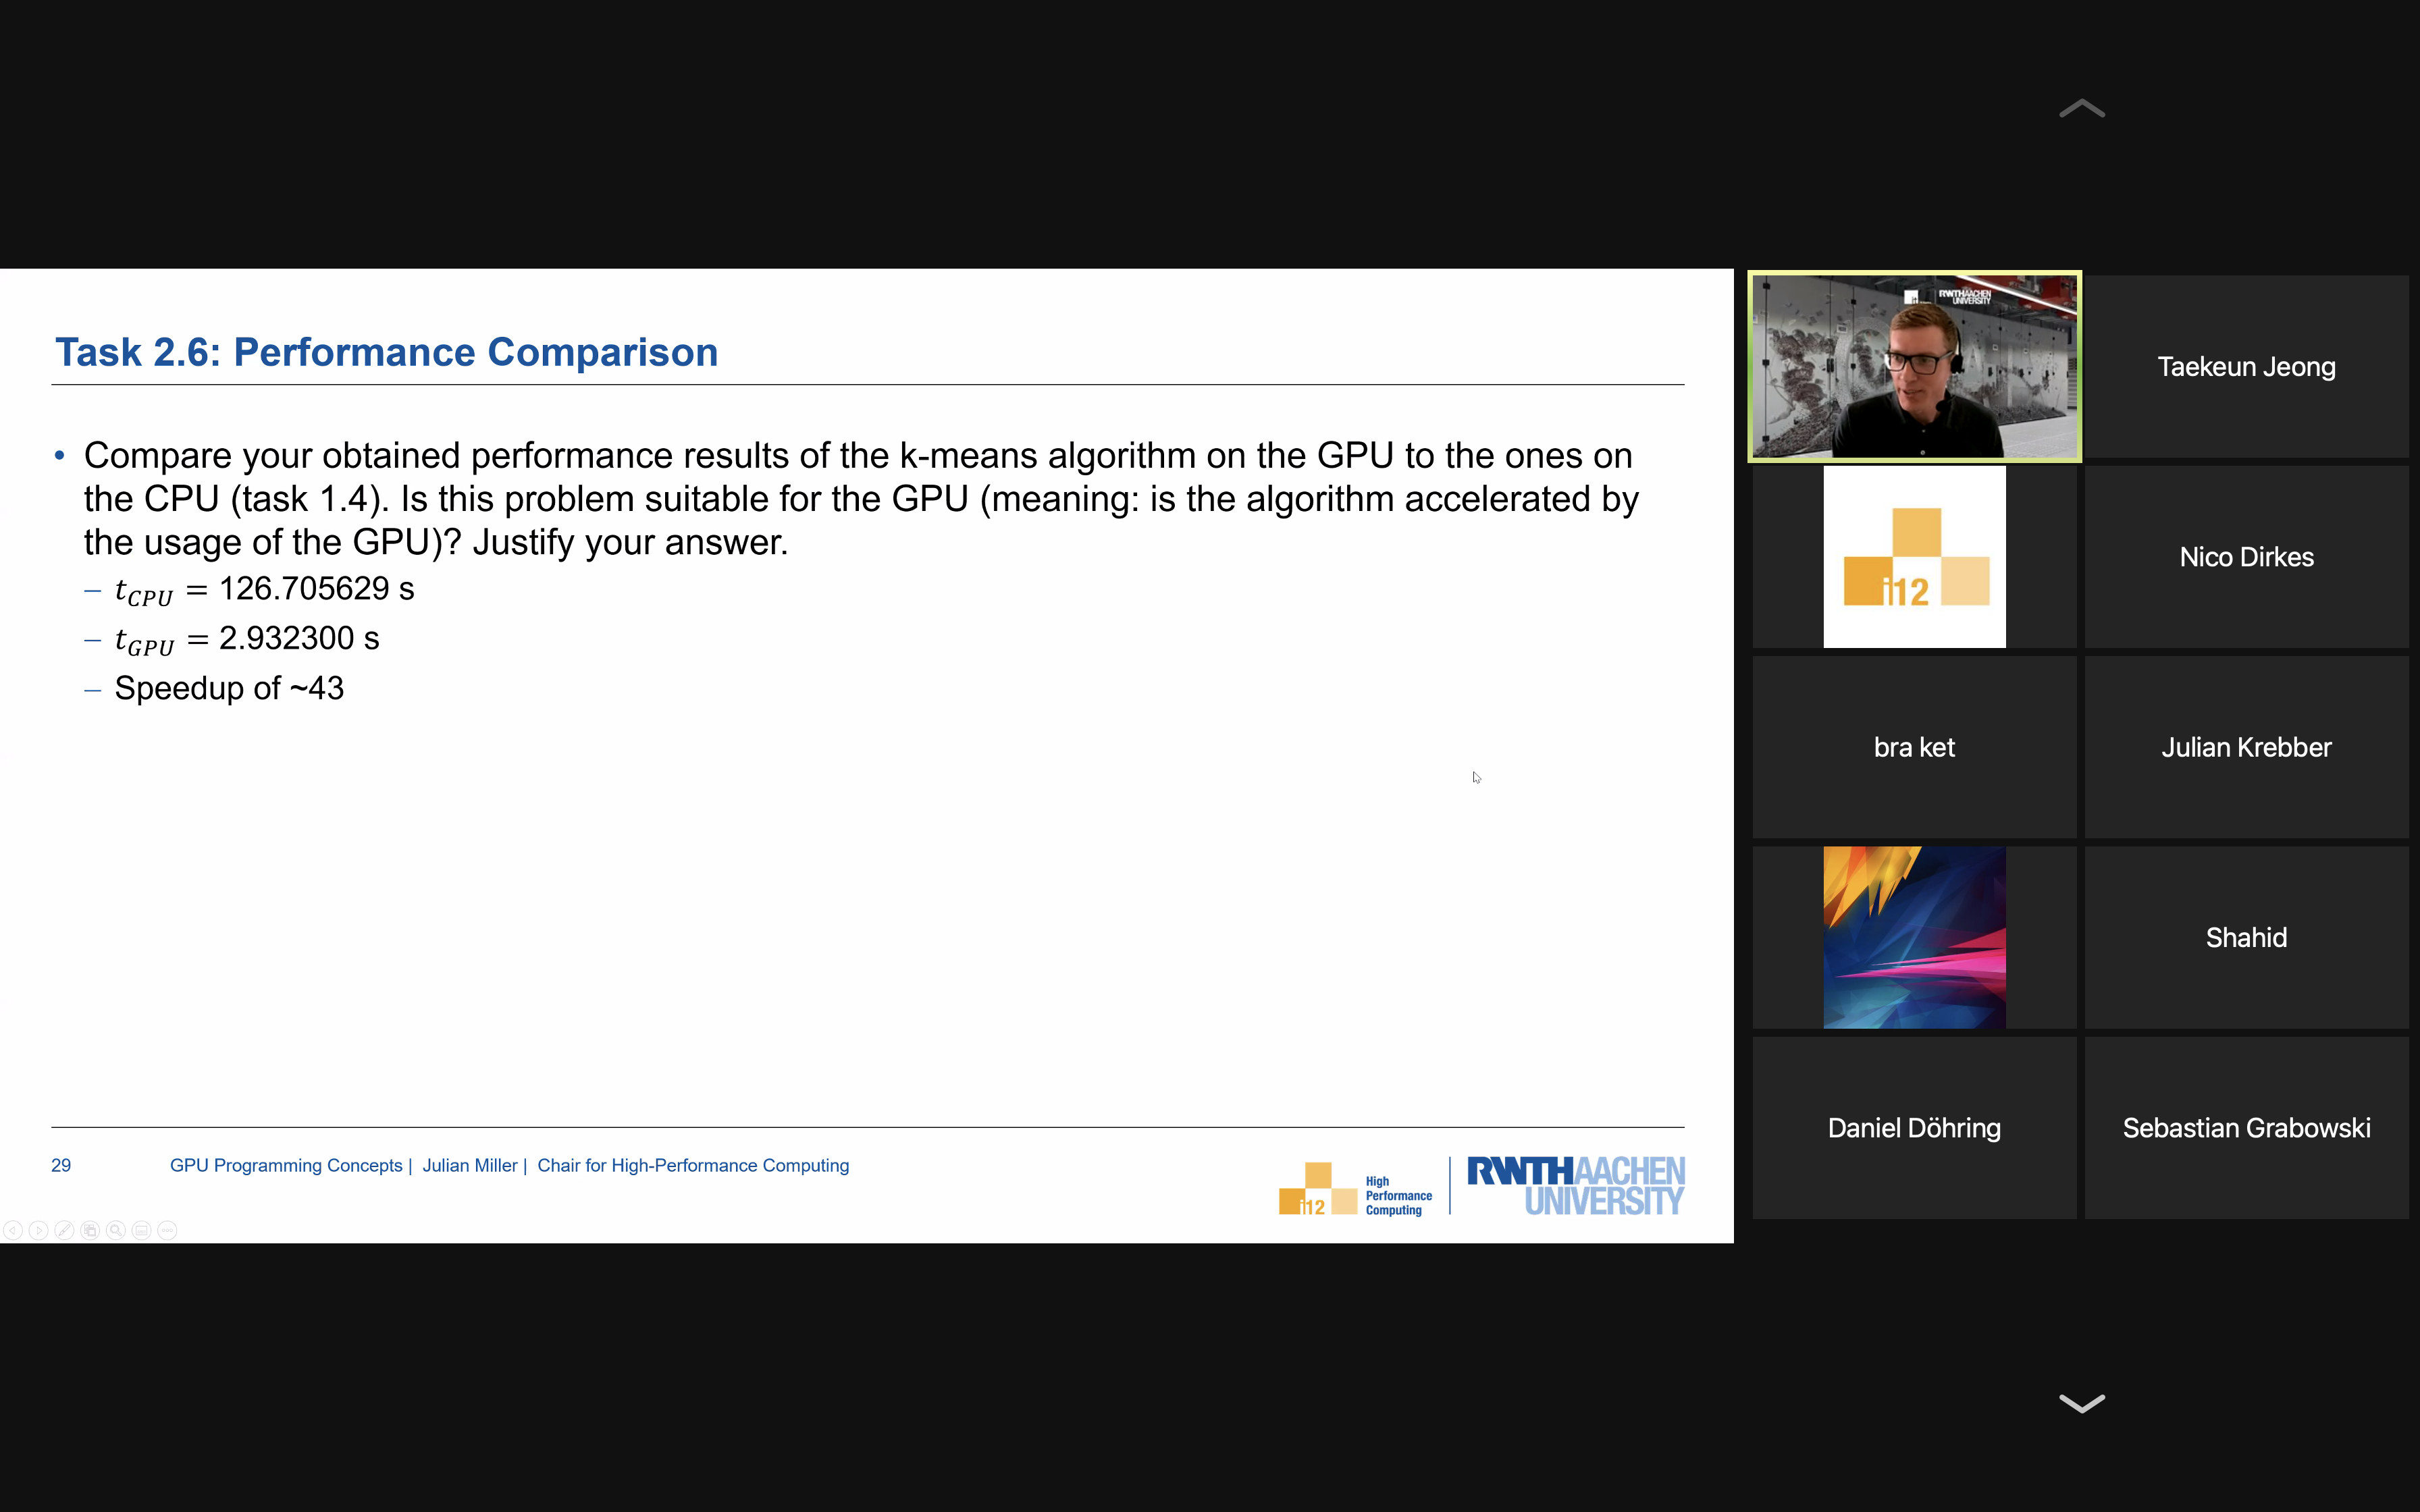 Task 2.6: Performance Comparison
• Compare your obtained performance results of the k-means algorithm on the GPU to the ones on
the CPU (task 1.4). Is this problem suitable for the GPU (meaning: is the algorithm accelerated by
the usage of the GPU)? Justify your answer.
– t_CPU = 126.705629 s
– t_GPU = 2.932300 s
– Speedup of ~43
29 GPU Programming Concepts | Julian Miller | Chair for High-Performance Computing
i12
High
Performance
Computing
RWTHAACHEN
UNIVERSITY
RWTHAACHEN
UNIVERSITY
Taekeun Jeong
i12
Nico Dirkes
bra ket
Julian Krebber
Shahid
Daniel Döhring
Sebastian Grabowski